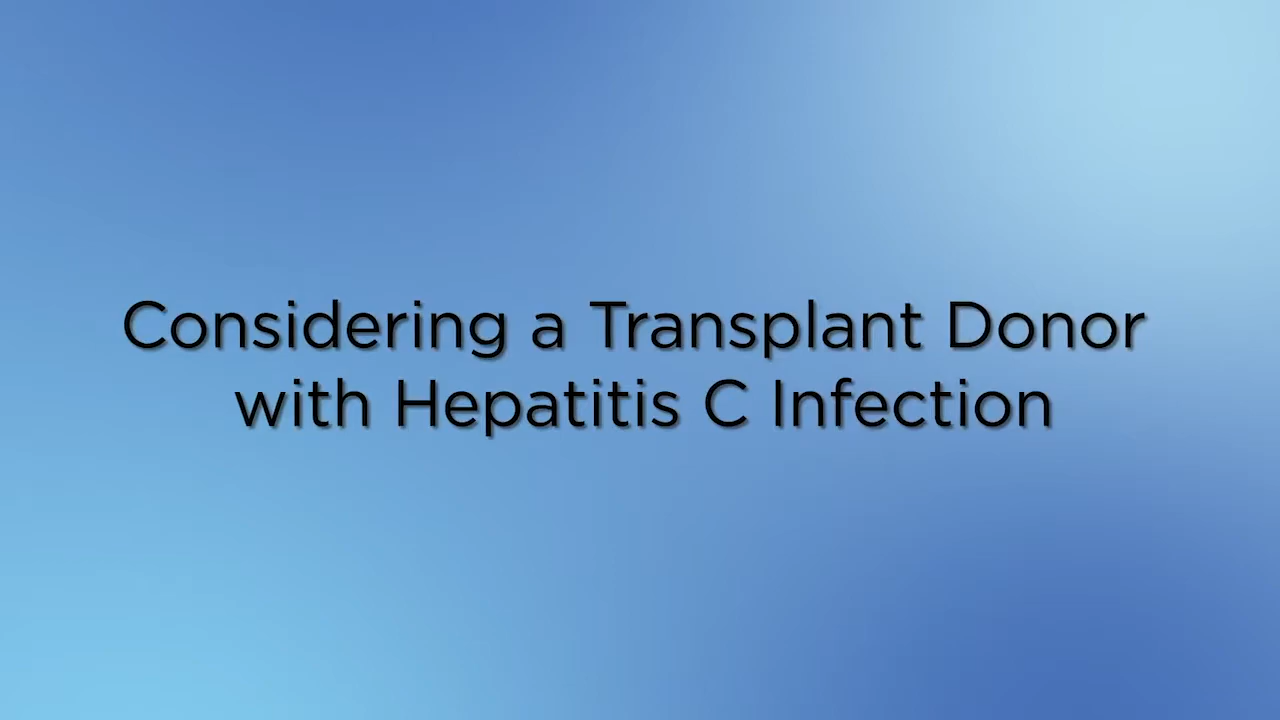 Considering a Transplant Donor
with Hepatitis C Infection